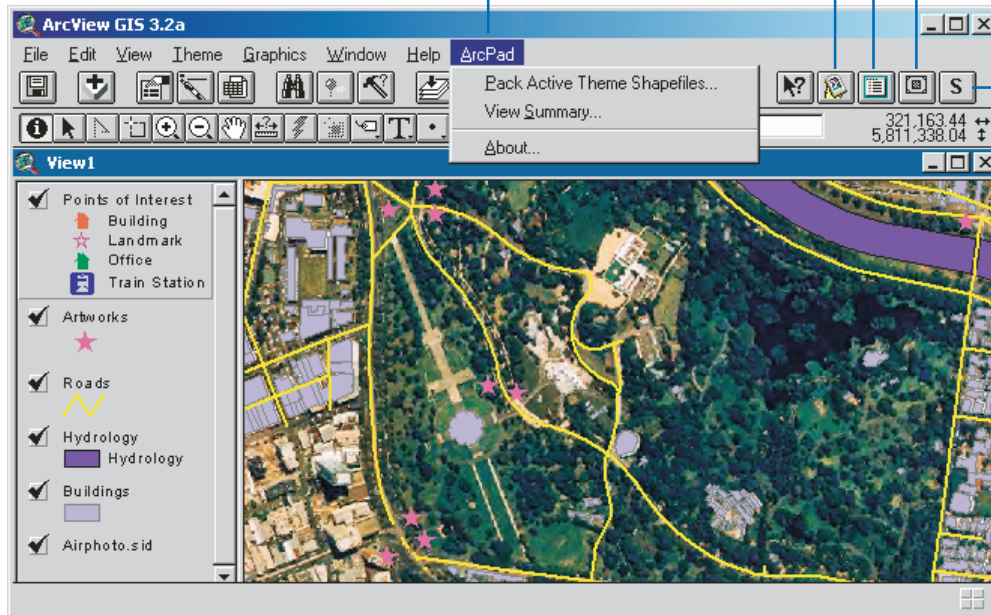 ArcView GIS 3.2a
File Edit View Theme Graphics Window Help ArcPad
Pack Active Theme Shapefiles...
View Summary...
About...
S
T
321,163.44
5,811,338.04
View1
Points of Interest
Building
Landmark
Office
Train Station
Artworks
Roads
Hydrology
Hydrology
Buildings
Airphoto.sid